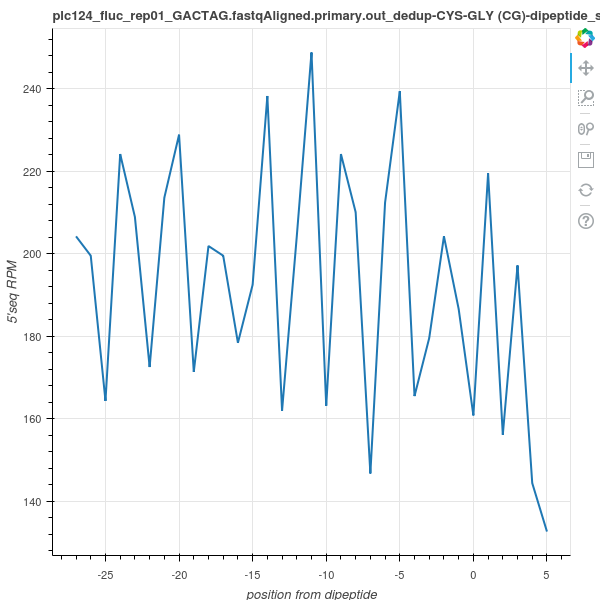 plc124_fluc_rep01_GACTAG.fastqAligned.primary.out_dedup-CYS-GLY (CG)-dipeptide_s
240
220
200
180
160
140
5'seq RPM
-25 -20 -15 -10 -5 0 5
position from dipeptide